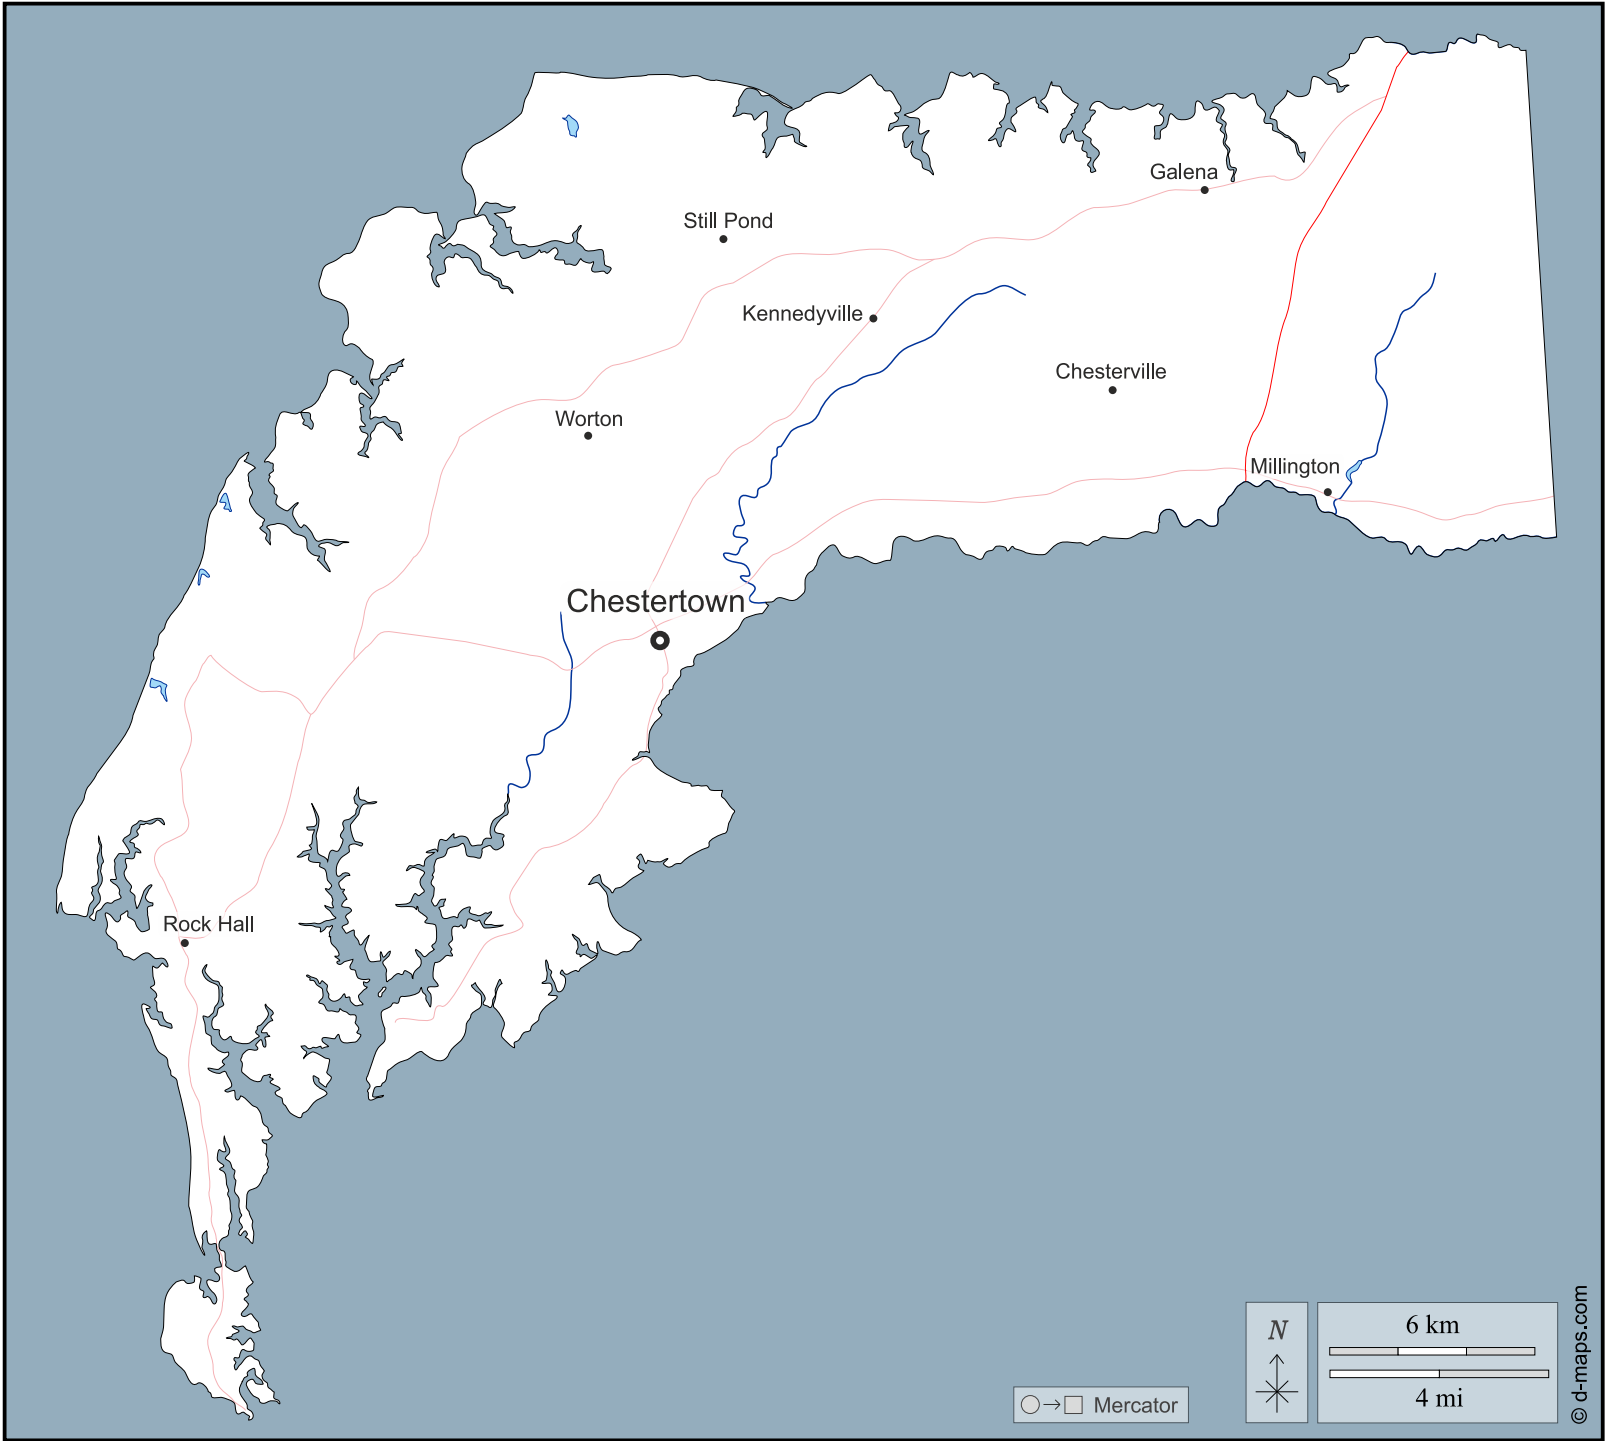 Galena
Still Pond
Kennedyville
Chesterville
Worton
Millington
Chestertown
Rock Hall
N
6 km
4 mi
Mercator
© d-maps.com